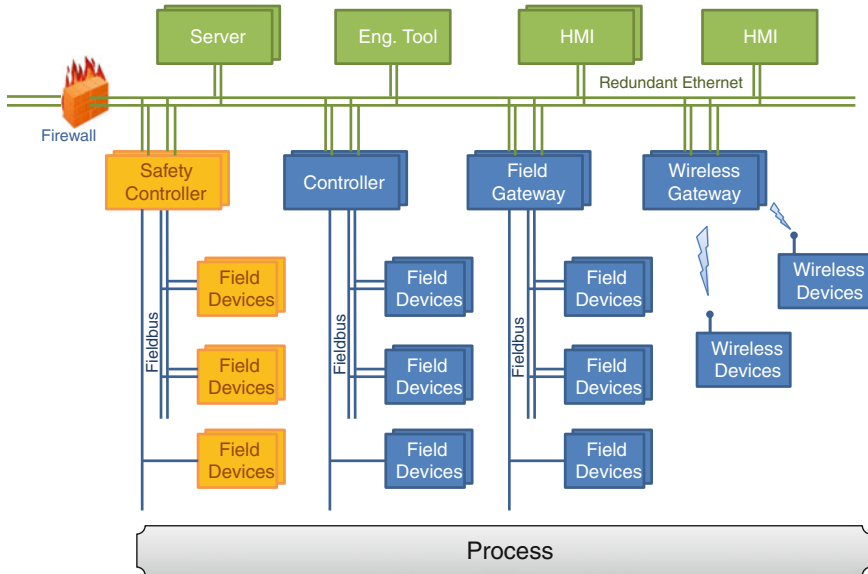 Server
Eng. Tool
HMI
HMI
Redundant Ethernet
Firewall
Safety
Controller
Controller
Field
Gateway
Wireless
Gateway
Fieldbus
Field
Devices
Field
Devices
Field
Devices
Fieldbus
Field
Devices
Field
Devices
Field
Devices
Fieldbus
Field
Devices
Field
Devices
Field
Devices
Wireless
Devices
Wireless
Devices
Process